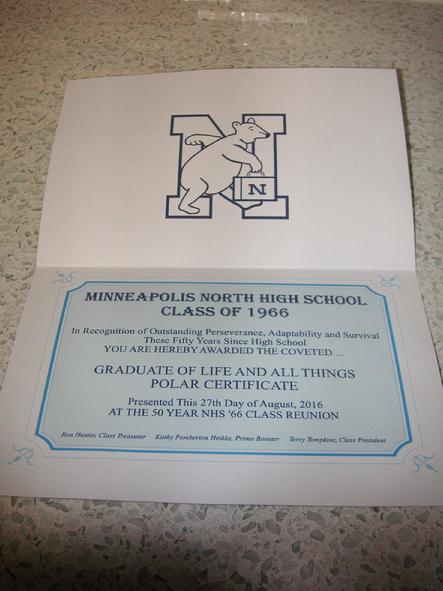 N
N
MINNEAPOLIS NORTH HIGH SCHOOL
CLASS OF 1966
In Recognition of Outstanding Perseverance, Adaptability and Survival
These Fifty Years Since High School
YOU ARE HEREBY AWARDED THE COVETED ...
GRADUATE OF LIFE AND ALL THINGS
POLAR CERTIFICATE
Presented This 27th Day of August, 2016
AT THE 50 YEAR NHS '66 CLASS REUNION
Ron Hunter, Class Treasurer Kathy Pemberton Heitke, Primo Booster Terry Tompkins, Class President